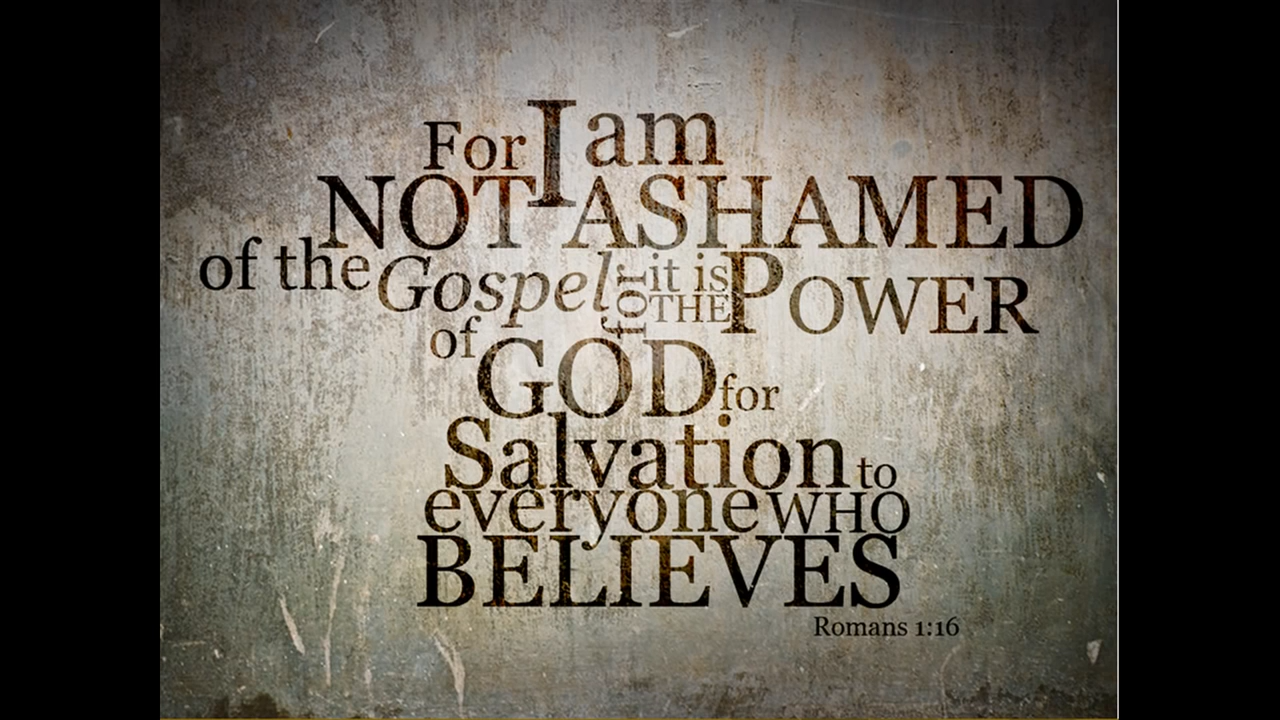 For I am
NOT ASHAMED
of the Gospel for it is THE POWER
of GOD for
Salvation to
everyone WHO
BELIEVES
Romans 1:16